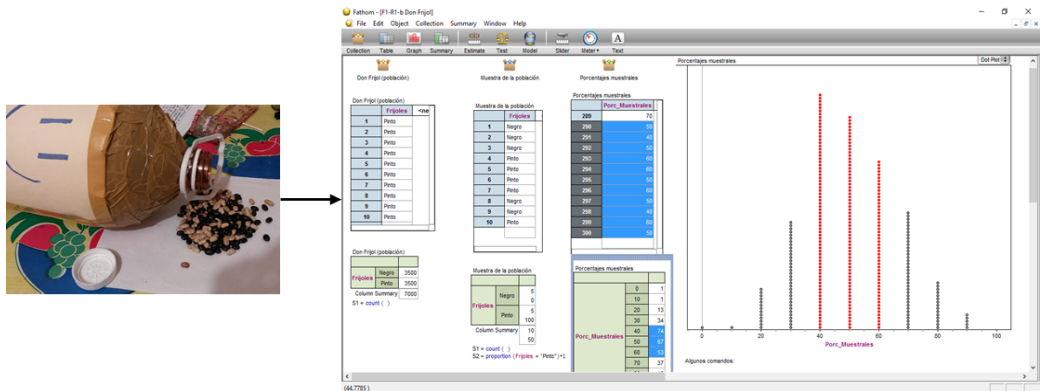 Fathom - [F1-R1-b Don Frijol]
File Edit Object Collection Summary Window Help
Collection Table Graph Summary Estimate Test Model Slider Meter Text
Don Frijol (población)
Muestra de la población
Porcentajes muestrales
Don Frijol (población)
Frijoles <ne
1 Pinto
2 Pinto
3 Pinto
4 Pinto
5 Pinto
6 Pinto
7 Pinto
8 Pinto
9 Pinto
10 Pinto
Don Frijol (población)
Frijoles Negro 3500
Pinto 3500
Column Summary 7000
S1 = count ( )
Muestra de la población
Frijoles
1 Negro
2 Negro
3 Negro
4 Pinto
5 Pinto
6 Pinto
7 Pinto
8 Negro
9 Negro
10 Pinto
Muestra de la población
Frijoles Negro 5
0
Pinto 5
100
Column Summary 10
50
S1 = count ( )
S2 = proportion (Frijoles = "Pinto")*1
Porcentajes muestrales
Porc_Muestrales
289 70
290 50
291 40
292 50
293 60
294 60
295 50
296 60
297 50
298 40
299 60
300 50
Porcentajes muestrales
Porc_Muestrales 0 1
10 1
20 13
30 34
40 74
50 67
60 53
70 37
Porcentajes muestrales
Dot Plot
0 20 40 60 80 100
Porc_Muestrales
Algunos comandos:
(44.7785 )